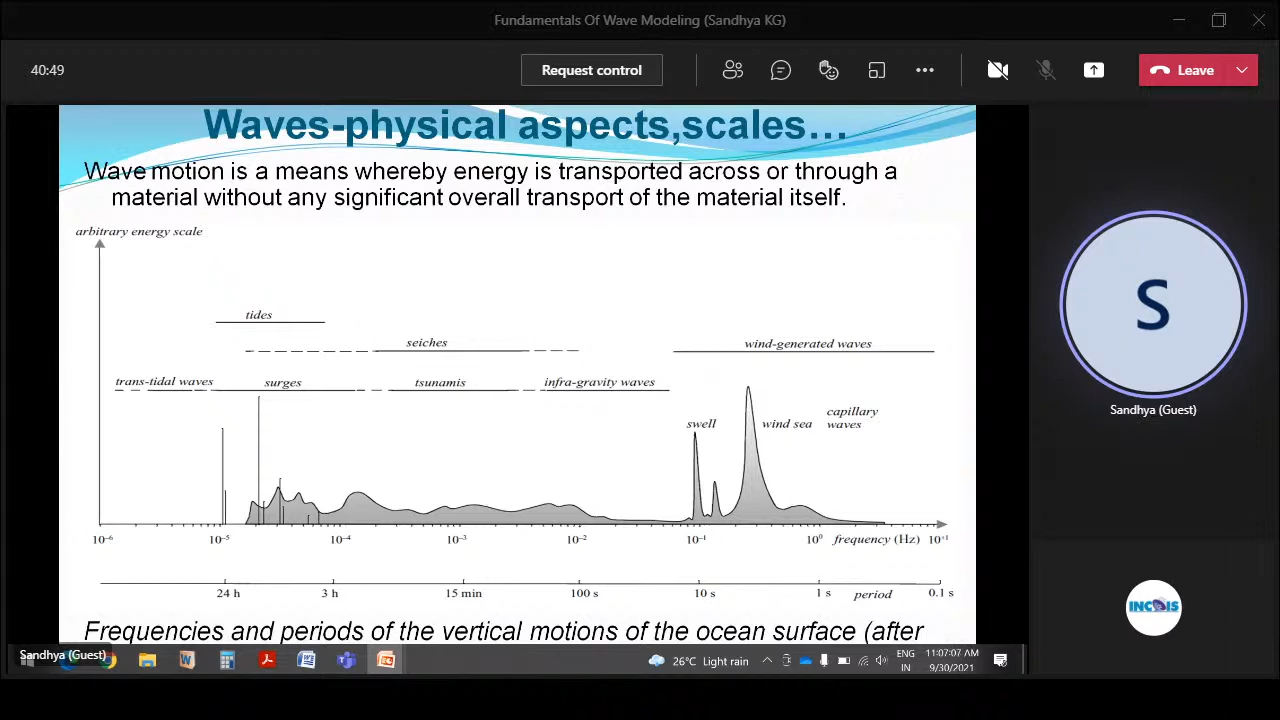 Fundamentals Of Wave Modeling (Sandhya KG)
40:49
Request control
Leave
Waves-physical aspects,scales…
Wave motion is a means whereby energy is transported across or through a
material without any significant overall transport of the material itself.
arbitrary energy scale
tides
seiches
wind-generated waves
trans-tidal waves
surges
tsunamis
infra-gravity waves
swell
wind sea
capillary
waves
10-6
10-5
10-4
10-3
10-2
10-1
100
frequency (Hz)
10+1
24 h
3 h
15 min
100 s
10 s
1 s
period
0.1 s
Frequencies and periods of the vertical motions of the ocean surface (after
S
Sandhya (Guest)
INCOIS
Sandhya (Guest)
26°C Light rain
ENG
IN
11:07:07 AM
9/30/2021